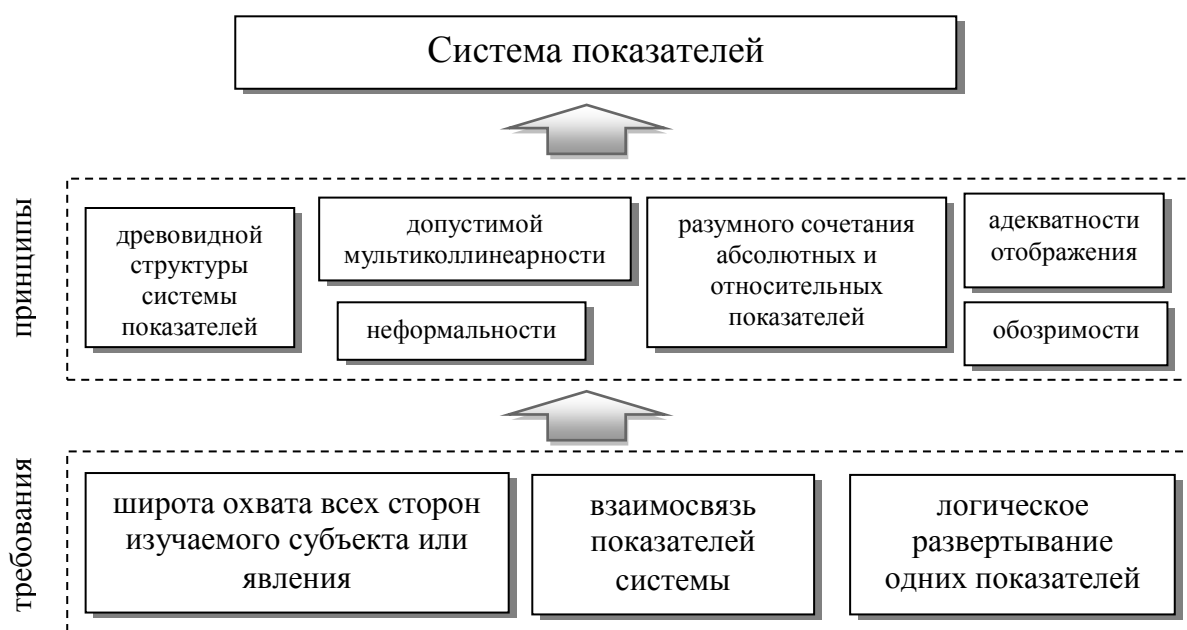 Система показателей
принципы
древовидной
структуры
системы
показателей
допустимой
мультиколлинеарности
неформальности
разумного сочетания
абсолютных и
относительных
показателей
адекватности
отображения
обозримости
требования
широта охвата всех сторон
изучаемого субъекта или
явления
взаимосвязь
показателей
системы
логическое
развертывание
одних показателей